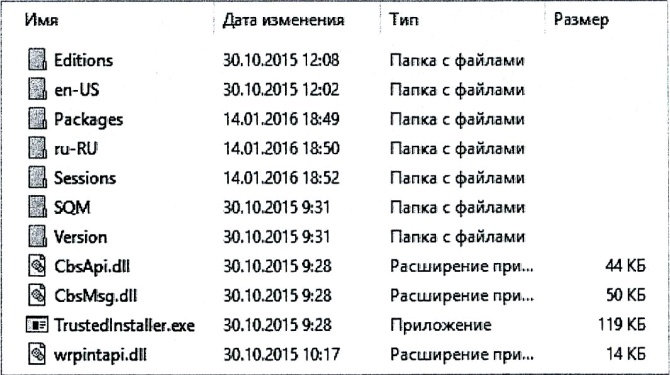 Имя Дата изменения Тип Размер
Editions 30.10.2015 12:08 Папка с файлами
en-US 30.10.2015 12:02 Папка с файлами
Packages 14.01.2016 18:49 Папка с файлами
ru-RU 14.01.2016 18:50 Папка с файлами
Sessions 14.01.2016 18:52 Папка с файлами
SQM 30.10.2015 9:31 Папка с файлами
Version 30.10.2015 9:31 Папка с файлами
CbsApi.dll 30.10.2015 9:28 Расширение при... 44 КБ
CbsMsg.dll 30.10.2015 9:28 Расширение при... 50 КБ
TrustedInstaller.exe 30.10.2015 9:28 Приложение 119 КБ
wrpintapi.dll 30.10.2015 10:17 Расширение при... 14 КБ